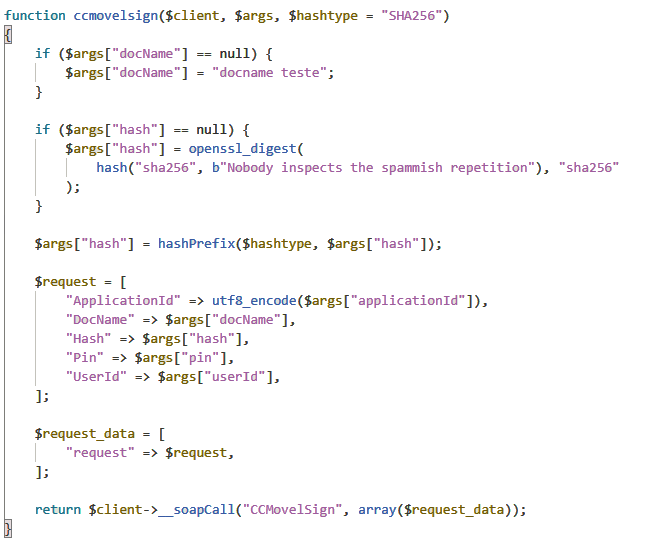 function ccmovelsign($client, $args, $hashtype = "SHA256")
{
    if ($args["docName"] == null) {
        $args["docName"] = "docname teste";
    }

    if ($args["hash"] == null) {
        $args["hash"] = openssl_digest(
            hash("sha256", b"Nobody inspects the spammish repetition"), "sha256"
        );
    }

    $args["hash"] = hashPrefix($hashtype, $args["hash"]);

    $request = [
        "ApplicationId" => utf8_encode($args["applicationId"]),
        "DocName" => $args["docName"],
        "Hash" => $args["hash"],
        "Pin" => $args["pin"],
        "UserId" => $args["userId"],
    ];

    $request_data = [
        "request" => $request,
    ];

    return $client->__soapCall("CCMovelSign", array($request_data));
}